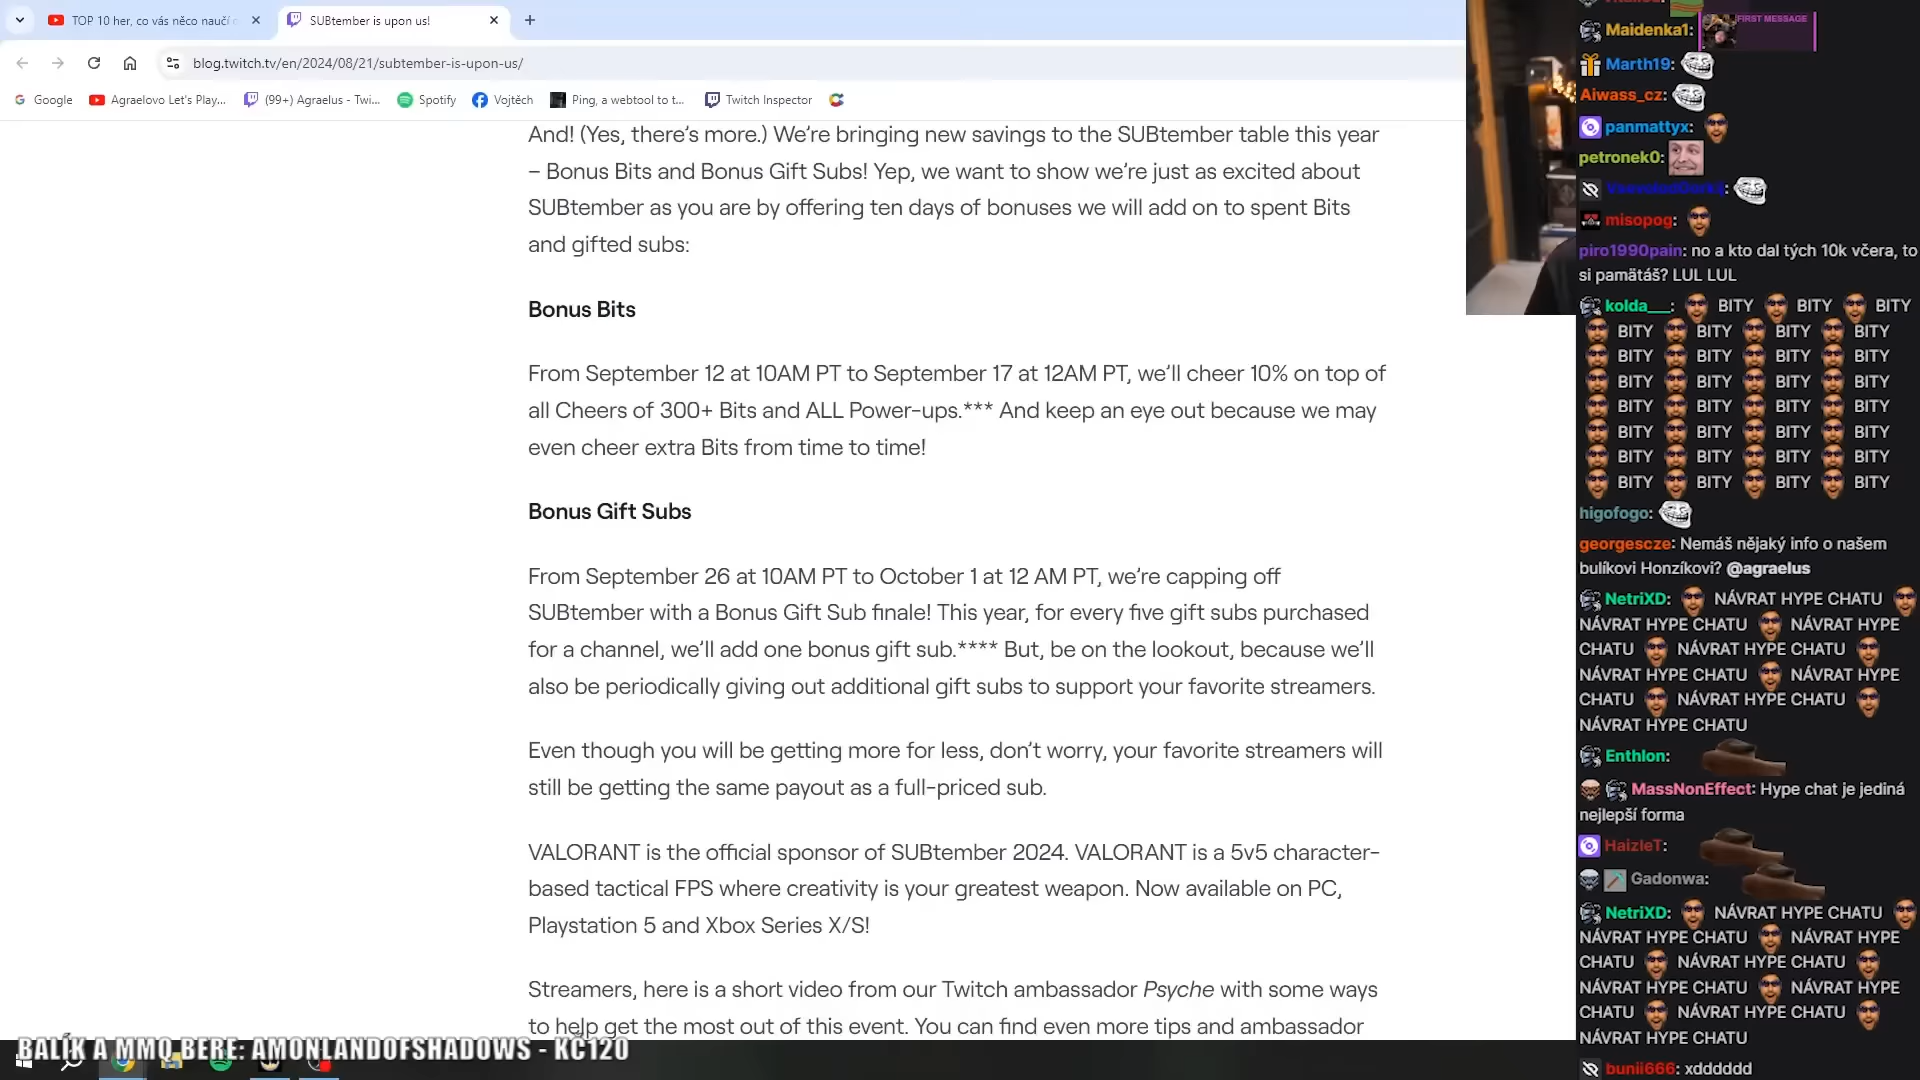 TOP 10 her, co vás něco naučí
SUBtember is upon us!
blog.twitch.tv/en/2024/08/21/subtember-is-upon-us/
Google
Agraelovo Let's Play...
(99+) Agraelus - Twi...
Spotify
Vojtěch
Ping, a webtool to t...
Twitch Inspector
And! (Yes, there’s more.) We’re bringing new savings to the SUBtember table this year
– Bonus Bits and Bonus Gift Subs! Yep, we want to show we’re just as excited about
SUBtember as you are by offering ten days of bonuses we will add on to spent Bits
and gifted subs:
Bonus Bits
From September 12 at 10AM PT to September 17 at 12AM PT, we’ll cheer 10% on top of
all Cheers of 300+ Bits and ALL Power-ups.*** And keep an eye out because we may
even cheer extra Bits from time to time!
Bonus Gift Subs
From September 26 at 10AM PT to October 1 at 12 AM PT, we’re capping off
SUBtember with a Bonus Gift Sub finale! This year, for every five gift subs purchased
for a channel, we’ll add one bonus gift sub.**** But, be on the lookout, because we’ll
also be periodically giving out additional gift subs to support your favorite streamers.
Even though you will be getting more for less, don’t worry, your favorite streamers will
still be getting the same payout as a full-priced sub.
VALORANT is the official sponsor of SUBtember 2024. VALORANT is a 5v5 character-
based tactical FPS where creativity is your greatest weapon. Now available on PC,
Playstation 5 and Xbox Series X/S!
Streamers, here is a short video from our Twitch ambassador Psyche with some ways
to help get the most out of this event. You can find even more tips and ambassador
BALÍK A MMQ BERE: AMONLANDOFSHADOWS - KC120
FIRST MESSAGE
Maidenka1:
Marth19:
Aiwass_cz:
panmattyx:
petronek0:
misopog:
piro1990pain: no a kto dal tých 10k včera, to
si pamätáš? LUL LUL
kolda___: BITY BITY BITY
BITY BITY BITY BITY
BITY BITY BITY BITY
BITY BITY BITY BITY
BITY BITY BITY BITY
BITY BITY BITY BITY
BITY BITY BITY BITY
BITY BITY BITY BITY
higofogo:
georgescze: Nemáš nějaký info o našem
bulíkovi Honzíkovi? @agraelus
NetriXD: NÁVRAT HYPE CHATU
NÁVRAT HYPE CHATU NÁVRAT HYPE
CHATU NÁVRAT HYPE CHATU
NÁVRAT HYPE CHATU NÁVRAT HYPE
CHATU NÁVRAT HYPE CHATU
NÁVRAT HYPE CHATU
Enthlon:
MassNonEffect: Hype chat je jediná
nejlepší forma
HaizleT:
Gadonwa:
NetriXD: NÁVRAT HYPE CHATU
NÁVRAT HYPE CHATU NÁVRAT HYPE
CHATU NÁVRAT HYPE CHATU
NÁVRAT HYPE CHATU NÁVRAT HYPE
CHATU NÁVRAT HYPE CHATU
NÁVRAT HYPE CHATU
bunii666: xdddddd